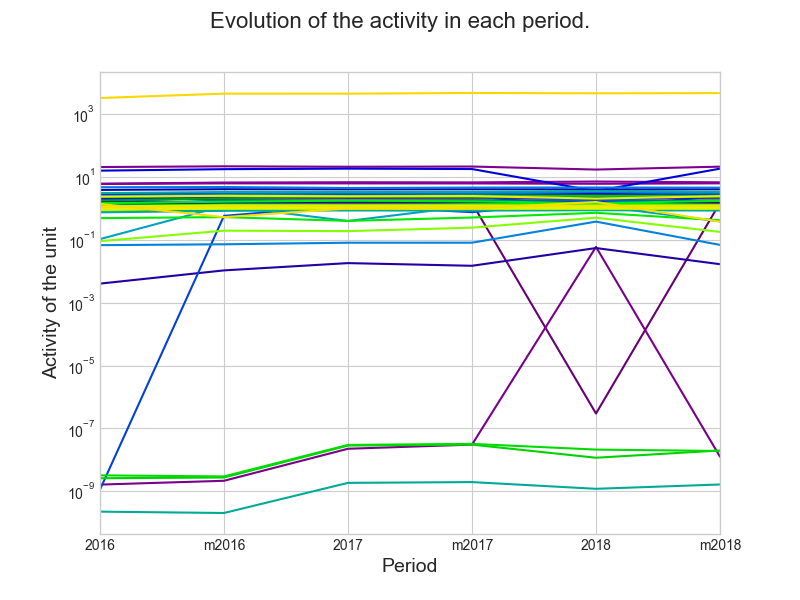 Evolution of the activity in each period.
Activity of the unit
10^3
10^1
10^-1
10^-3
10^-5
10^-7
10^-9
2016 m2016 2017 m2017 2018 m2018
Period